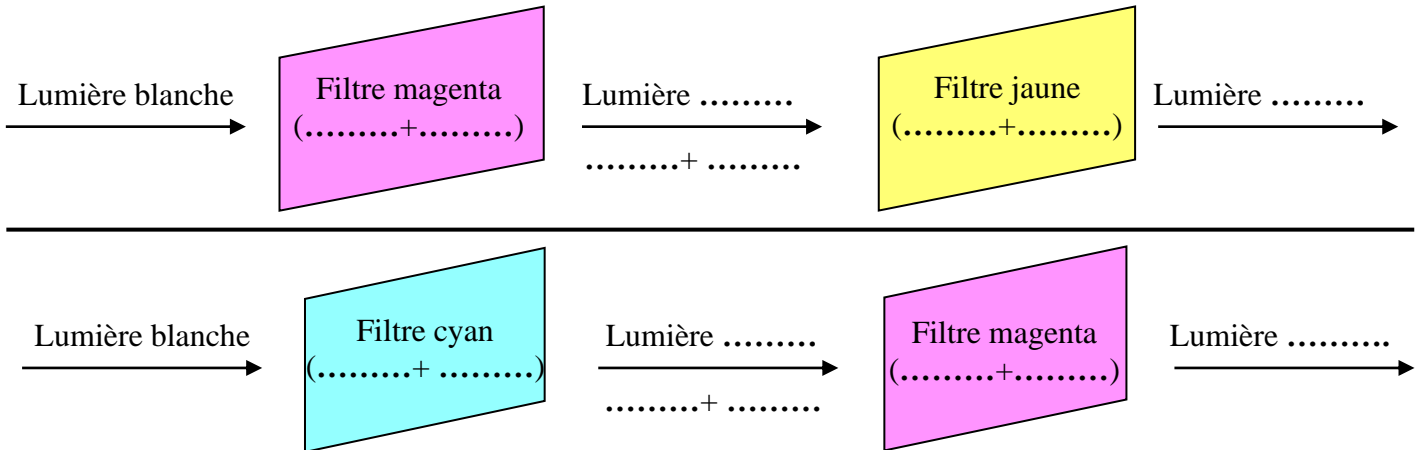 Lumière blanche
Filtre magenta
(.........+.........)
Lumière .........
.........+ .........
Filtre jaune
(.........+.........)
Lumière .........
Lumière blanche
Filtre cyan
(.........+ .........)
Lumière .........
.........+ .........
Filtre magenta
(.........+.........)
Lumière ..........